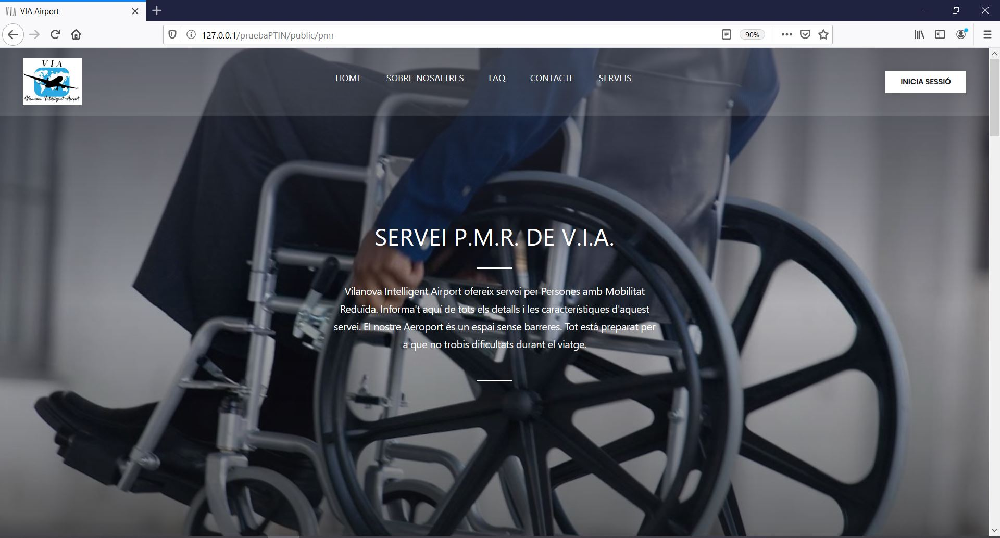 VIA Airport
127.0.0.1/pruebaPTIN/public/pmr
90%
V I A
Vilanova Intelligent Airport
HOME
SOBRE NOSALTRES
FAQ
CONTACTE
SERVEIS
INICIA SESSIÓ
SERVEI P.M.R. DE V.I.A.
Vilanova Intelligent Airport ofereix servei per Persones amb Mobilitat
Reduïda. Informa't aquí de tots els detalls i les característiques d'aquest
servei. El nostre Aeroport és un espai sense barreres. Tot està preparat per
a que no trobis dificultats durant el viatge.